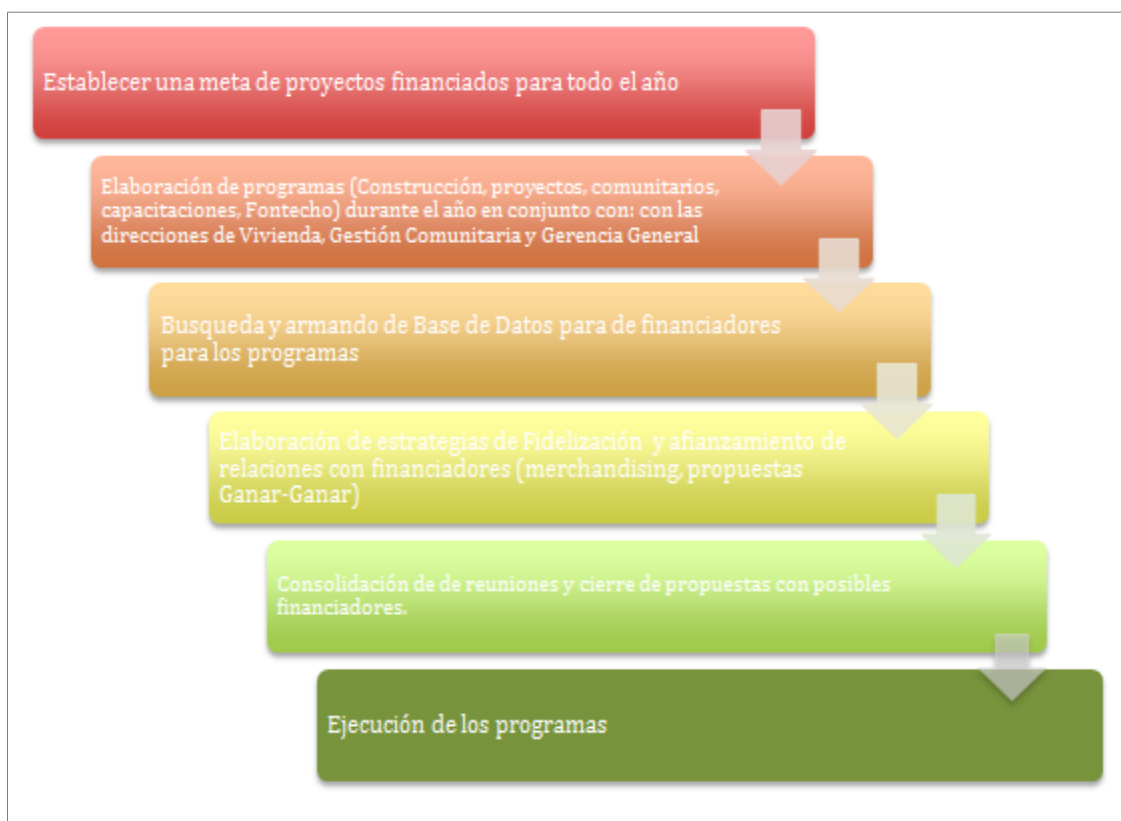 Establecer una meta de proyectos financiados para todo el año
Elaboración de programas (Construcción, proyectos, comunitarios,
capacitaciones, Fontecho) durante el año en conjunto con: con las
direcciones de Vivienda, Gestión Comunitaria y Gerencia General
Busqueda y armando de Base de Datos para de financiadores
para los programas
Elaboración de estrategias de Fidelización y afianzamiento de
relaciones con financiadores (merchandising, propuestas
Ganar-Ganar)
Consolidación de de reuniones y cierre de propuestas con posibles
financiadores.
Ejecución de los programas